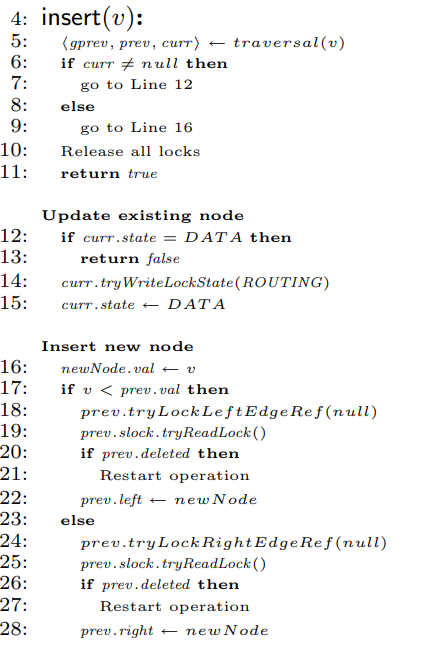 4: insert(v):
5: ⟨gprev, prev, curr⟩ ← traversal(v)
6: if curr ≠ null then
7: go to Line 12
8: else
9: go to Line 16
10: Release all locks
11: return true
Update existing node
12: if curr.state = DATA then
13: return false
14: curr.tryWriteLockState(ROUTING)
15: curr.state ← DATA
Insert new node
16: newNode.val ← v
17: if v < prev.val then
18: prev.tryLockLeftEdgeRef(null)
19: prev.slock.tryReadLock()
20: if prev.deleted then
21: Restart operation
22: prev.left ← newNode
23: else
24: prev.tryLockRightEdgeRef(null)
25: prev.slock.tryReadLock()
26: if prev.deleted then
27: Restart operation
28: prev.right ← newNode